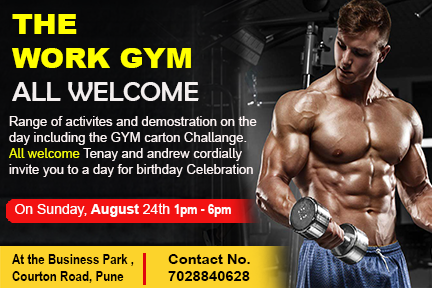 THE
WORK GYM
ALL WELCOME
Range of activites and demostration on the
day including the GYM carton Challange.
All welcome Tenay and andrew cordially
invite you to a day for birthday Celebration
On Sunday, August 24th 1pm - 6pm
At the Business Park ,
Courton Road, Pune
Contact No.
7028840628